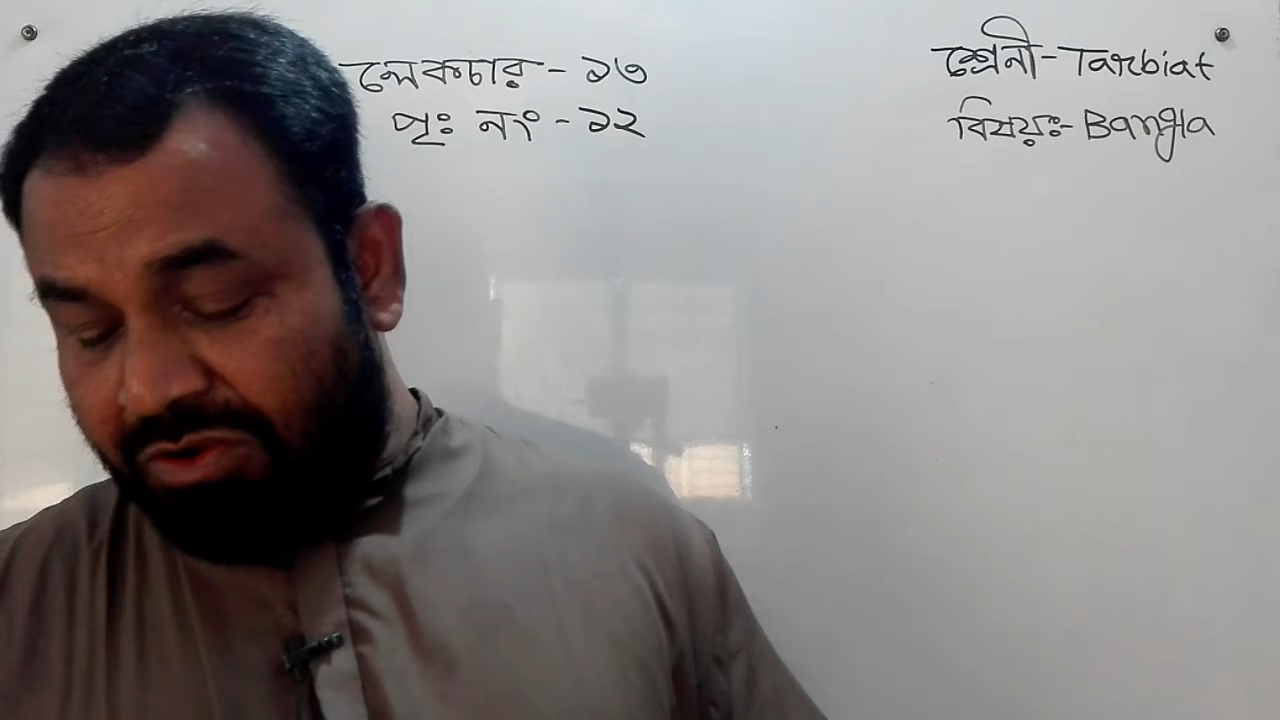 লেকচার - ১৩
পৃঃ নং - ১২
শ্রেনী - Tarbiat
বিষয়ঃ- Bangla